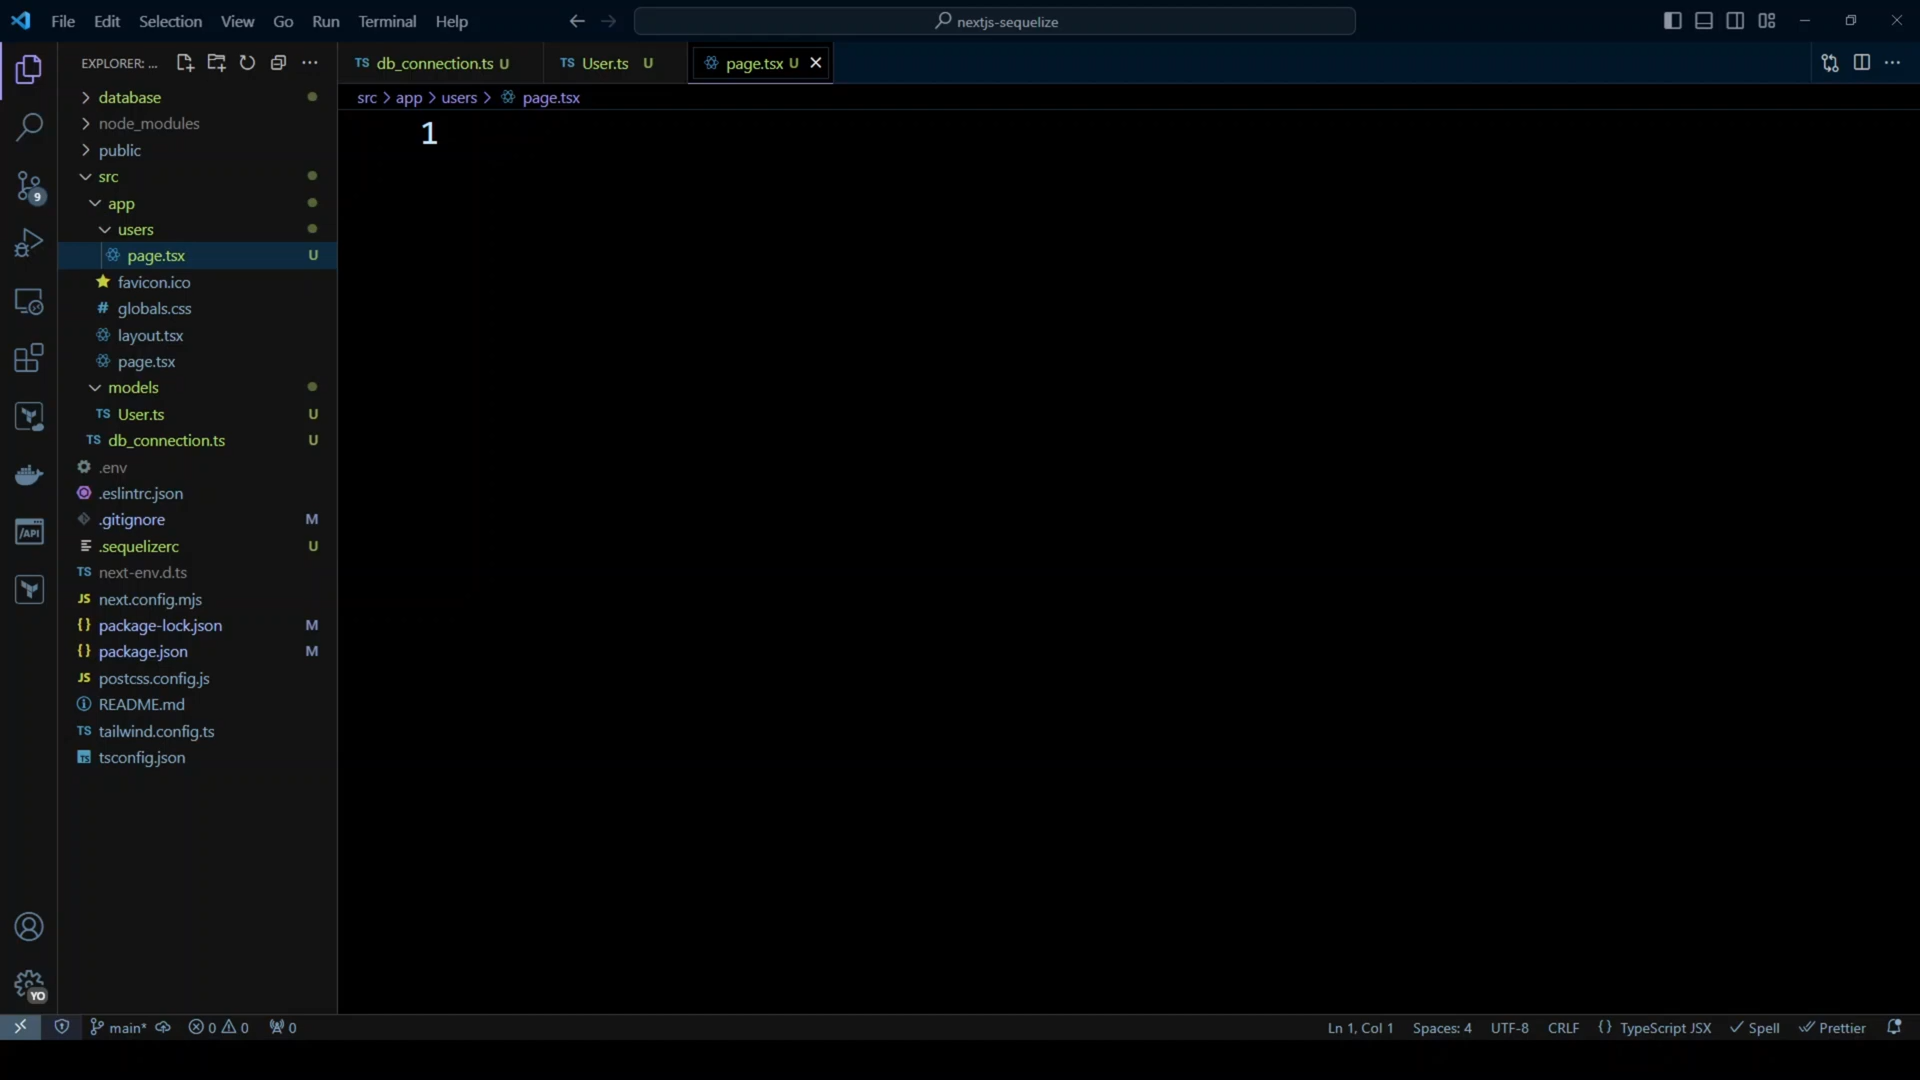 File Edit Selection View Go Run Terminal Help
nextjs-sequelize
EXPLORER: ...
TS db_connection.ts U
TS User.ts U
page.tsx U
src > app > users > page.tsx
1
database
node_modules
public
src
app
users
page.tsx U
favicon.ico
# globals.css
layout.tsx
page.tsx
models
TS User.ts U
TS db_connection.ts U
.env
.eslintrc.json
.gitignore M
.sequelizerc U
TS next-env.d.ts
JS next.config.mjs
{} package-lock.json M
{} package.json M
JS postcss.config.js
README.md
TS tailwind.config.ts
TS tsconfig.json
9
/API
YO
main* 0 0 0
Ln 1, Col 1 Spaces: 4 UTF-8 CRLF {} TypeScript JSX Spell Prettier